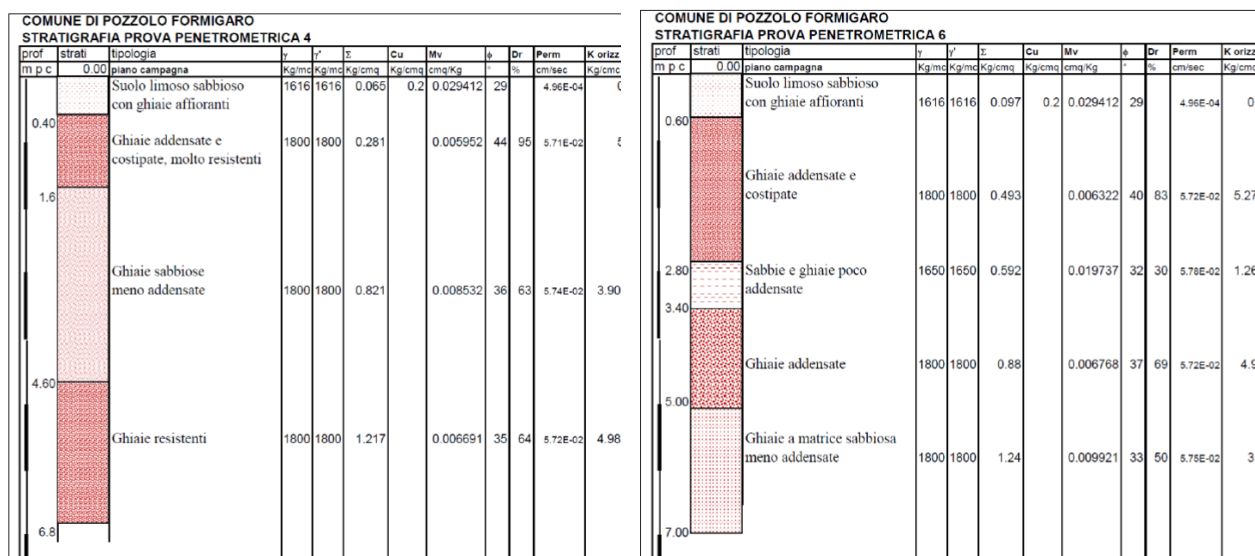 COMUNE DI POZZOLO FORMIGARO
STRATIGRAFIA PROVA PENETROMETRICA 4
prof strati tipologia γ γ' Σ Cu Mv ϕ Dr Perm K orizz
m p c 0.00 piano campagna Kg/mc Kg/mc Kg/cmq Kg/cmq cmq/Kg ° % cm/sec Kg/cmc
Suolo limoso sabbioso 1616 1616 0.065 0.2 0.029412 29 4.96E-04
con ghiaie affioranti
0.40
Ghiaie addensate e 1800 1800 0.281 0.005952 44 95 5.71E-02
costipate, molto resistenti
1.6
Ghiaie sabbiose
meno addensate 1800 1800 0.821 0.008532 36 63 5.74E-02 3.90
4.60
Ghiaie resistenti 1800 1800 1.217 0.006691 35 64 5.72E-02 4.98
6.8
COMUNE DI POZZOLO FORMIGARO
STRATIGRAFIA PROVA PENETROMETRICA 6
prof strati tipologia γ γ' Σ Cu Mv ϕ Dr Perm K orizz
m p c 0.00 piano campagna Kg/mc Kg/mc Kg/cmq Kg/cmq cmq/Kg ° % cm/sec Kg/cmc
Suolo limoso sabbioso
con ghiaie affioranti 1616 1616 0.097 0.2 0.029412 29 4.96E-04 0.
0.60
Ghiaie addensate e
costipate 1800 1800 0.493 0.006322 40 83 5.72E-02 5.27
2.80 Sabbie e ghiaie poco 1650 1650 0.592 0.019737 32 30 5.78E-02 1.26
addensate
3.40
Ghiaie addensate 1800 1800 0.88 0.006768 37 69 5.72E-02 4.9
5.00
Ghiaie a matrice sabbiosa
meno addensate 1800 1800 1.24 0.009921 33 50 5.75E-02 3.
7.00